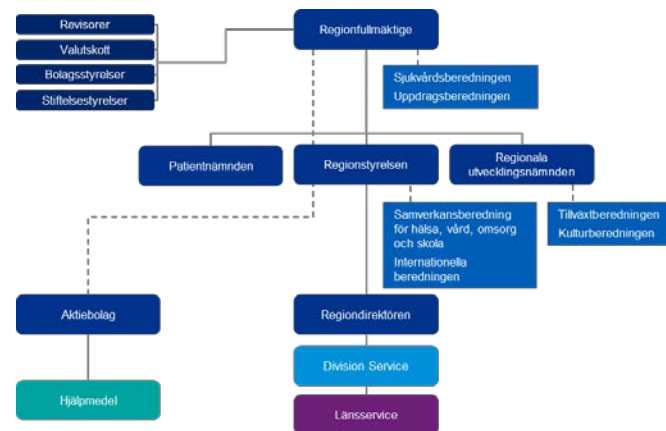 Revisorer
Valutskott
Bolagsstyrelser
Stiftelsestyrelser
Regionfullmäktige
Sjukvårdsberedningen
Uppdragsberedningen
Patientnämnden
Regionstyrelsen
Regionala
utvecklingsnämnden
Samverkansberedning
för hälsa, vård, omsorg
och skola
Internationella
beredningen
Tillväxtberedningen
Kulturberedningen
Aktiebolag
Regiondirektören
Division Service
Hjälpmedel
Länsservice